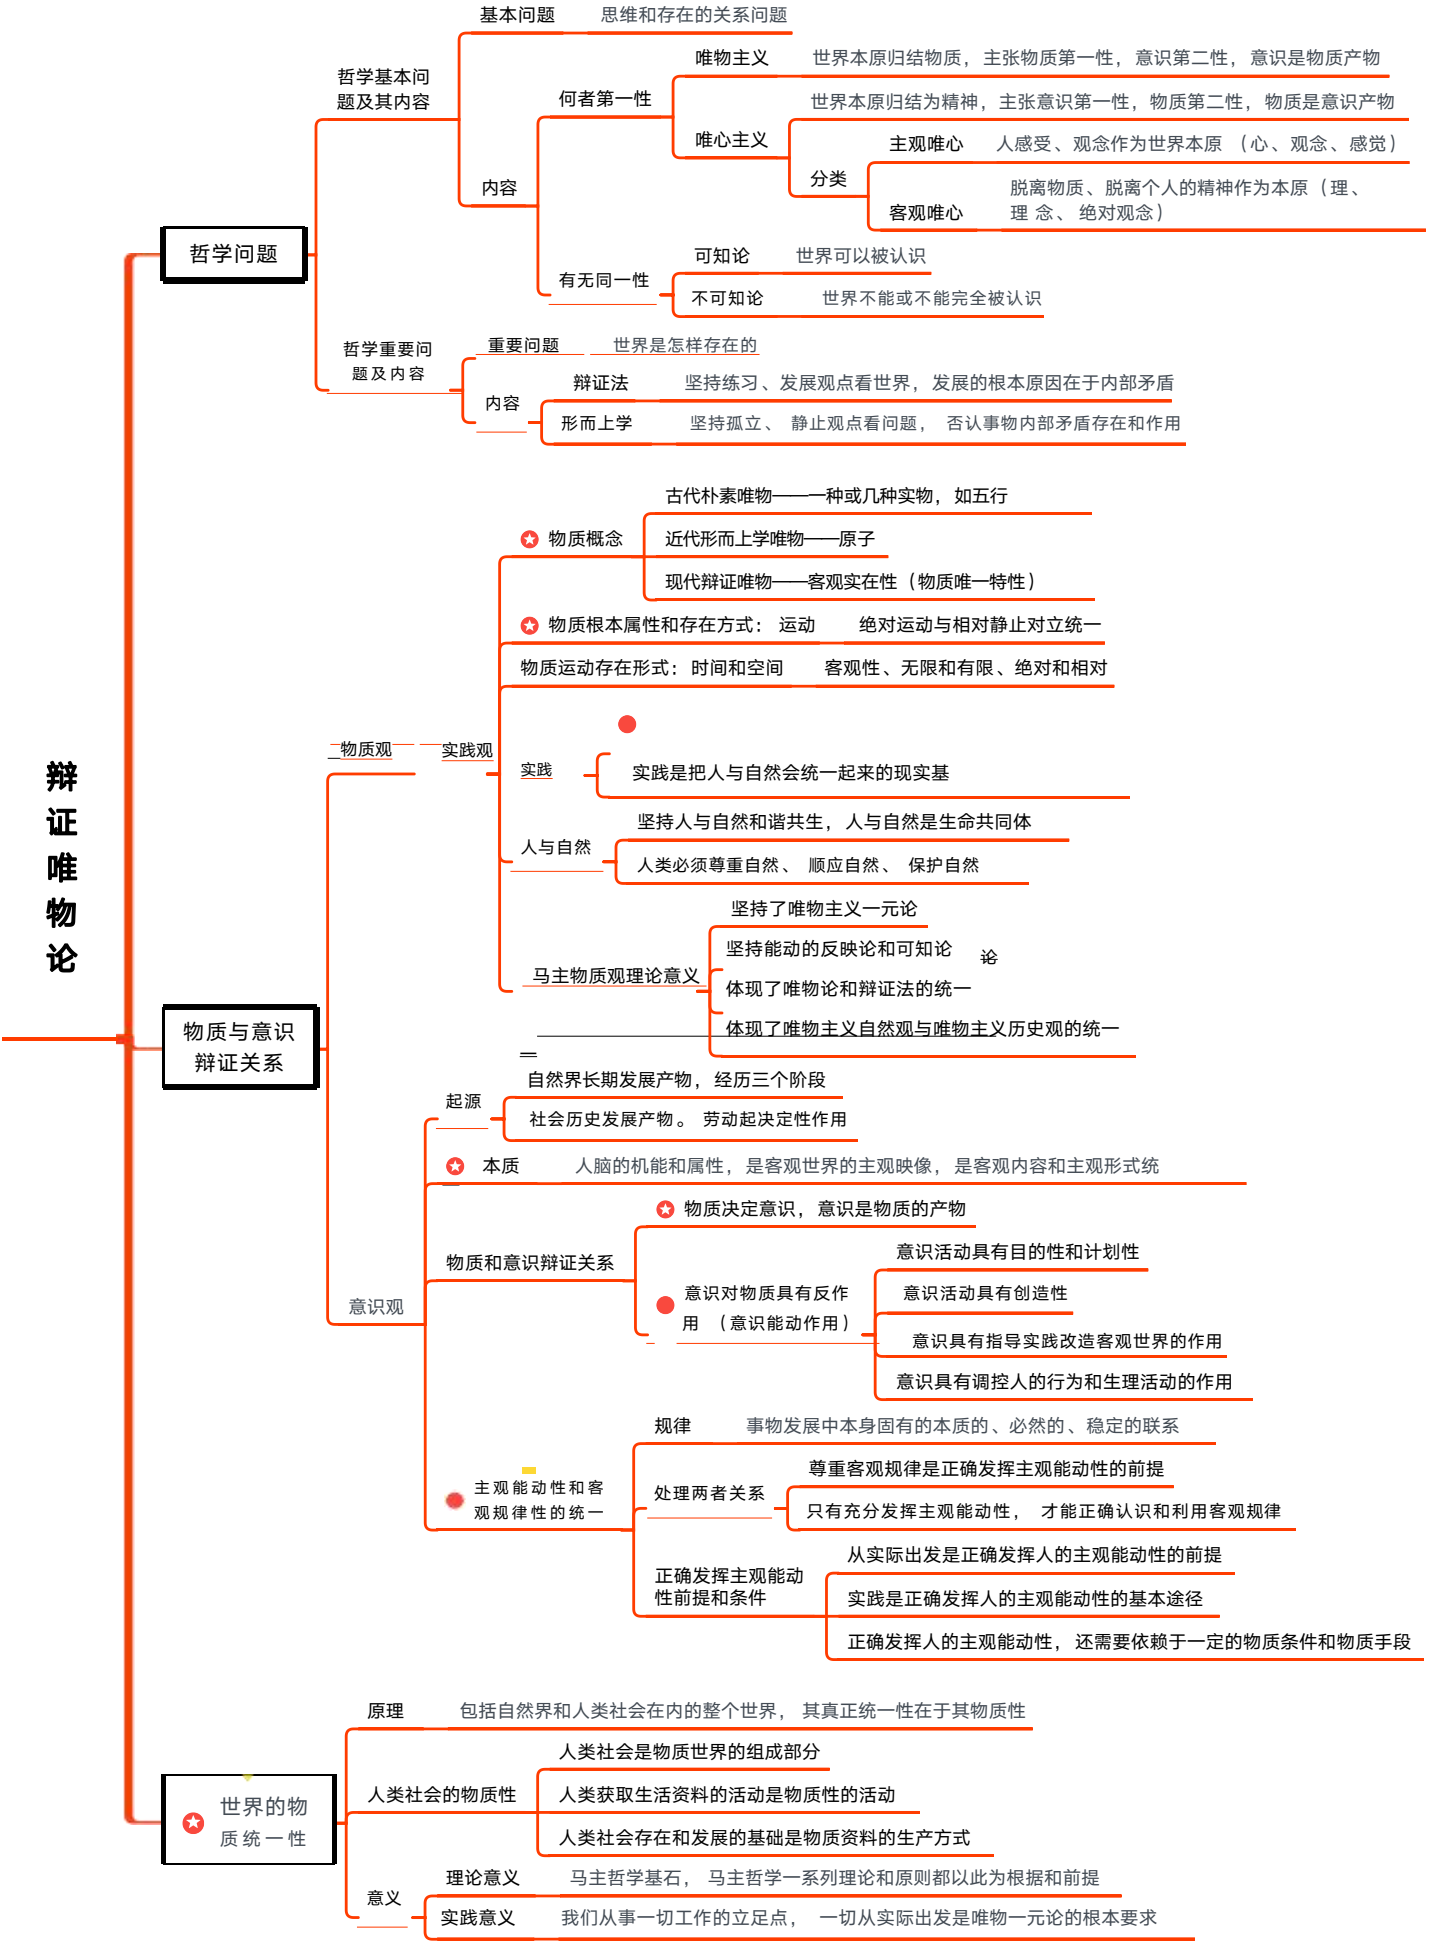 基本问题 思维和存在的关系问题
哲学基本问
题及其内容
唯物主义 世界本原归结物质，主张物质第一性，意识第二性，意识是物质产物
何者第一性
世界本原归结为精神，主张意识第一性，物质第二性，物质是意识产物
唯心主义
主观唯心 人感受、观念作为世界本原 （心、观念、感觉）
分类
内容
脱离物质、脱离个人的精神作为本原（理、
客观唯心 理 念、 绝对观念）
哲学问题
可知论 世界可以被认识
有无同一性
不可知论 世界不能或不能完全被认识
哲学重要问
题及内容
重要问题 世界是怎样存在的
辩证法 坚持练习、发展观点看世界，发展的根本原因在于内部矛盾
内容
形而上学 坚持孤立、 静止观点看问题， 否认事物内部矛盾存在和作用
古代朴素唯物——一种或几种实物，如五行
物质概念 近代形而上学唯物——原子
现代辩证唯物——客观实在性（物质唯一特性）
物质根本属性和存在方式： 运动 绝对运动与相对静止对立统一
物质运动存在形式：时间和空间 客观性、无限和有限、绝对和相对
物质观 实践观
实践 实践是把人与自然会统一起来的现实基
坚持人与自然和谐共生，人与自然是生命共同体
人与自然
人类必须尊重自然、 顺应自然、 保护自然
坚持了唯物主义一元论
坚持能动的反映论和可知论 论
马主物质观理论意义
体现了唯物论和辩证法的统一
体现了唯物主义自然观与唯物主义历史观的统一
辩
证
唯
物
论
物质与意识
辩证关系
自然界长期发展产物，经历三个阶段
起源
社会历史发展产物。 劳动起决定性作用
本质 人脑的机能和属性，是客观世界的主观映像，是客观内容和主观形式统
一
物质决定意识，意识是物质的产物
物质和意识辩证关系
意识活动具有目的性和计划性
意识对物质具有反作
用 （意识能动作用）
意识活动具有创造性
意识观
意识具有指导实践改造客观世界的作用
意识具有调控人的行为和生理活动的作用
规律 事物发展中本身固有的本质的、必然的、稳定的联系
主观能动性和客
观规律性的统一
尊重客观规律是正确发挥主观能动性的前提
处理两者关系
只有充分发挥主观能动性， 才能正确认识和利用客观规律
从实际出发是正确发挥人的主观能动性的前提
正确发挥主观能动
性前提和条件
实践是正确发挥人的主观能动性的基本途径
正确发挥人的主观能动性，还需要依赖于一定的物质条件和物质手段
原理 包括自然界和人类社会在内的整个世界， 其真正统一性在于其物质性
人类社会是物质世界的组成部分
人类社会的物质性 人类获取生活资料的活动是物质性的活动
世界的物
质统一性
人类社会存在和发展的基础是物质资料的生产方式
理论意义 马主哲学基石， 马主哲学一系列理论和原则都以此为根据和前提
意义
实践意义 我们从事一切工作的立足点， 一切从实际出发是唯物一元论的根本要求